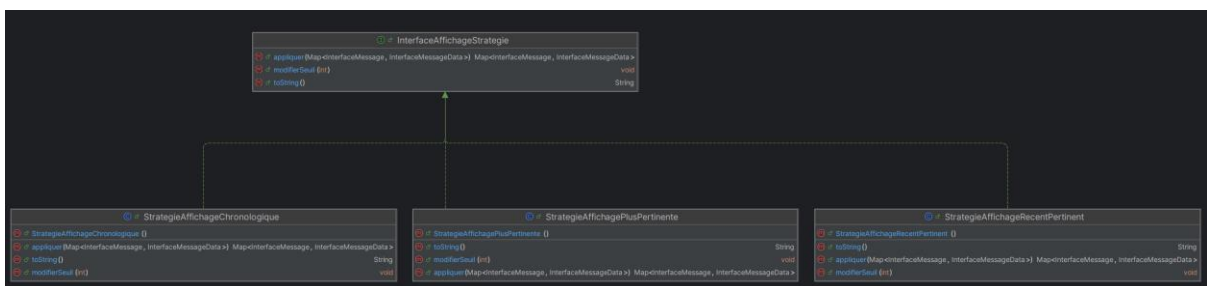 InterfaceAffichageStrategie
appliquer(Map<InterfaceMessage, InterfaceMessageData>) Map<InterfaceMessage, InterfaceMessageData>
modifierSeuil(int) void
toString() String
StrategieAffichageChronologique
StrategieAffichageChronologique()
appliquer(Map<InterfaceMessage, InterfaceMessageData>) Map<InterfaceMessage, InterfaceMessageData>
toString() String
modifierSeuil(int) void
StrategieAffichagePlusPertinente
StrategieAffichagePlusPertinente()
toString() String
modifierSeuil(int) void
appliquer(Map<InterfaceMessage, InterfaceMessageData>) Map<InterfaceMessage, InterfaceMessageData>
StrategieAffichageRecentPertinent
StrategieAffichageRecentPertinent()
toString() String
appliquer(Map<InterfaceMessage, InterfaceMessageData>) Map<InterfaceMessage, InterfaceMessageData>
modifierSeuil(int) void